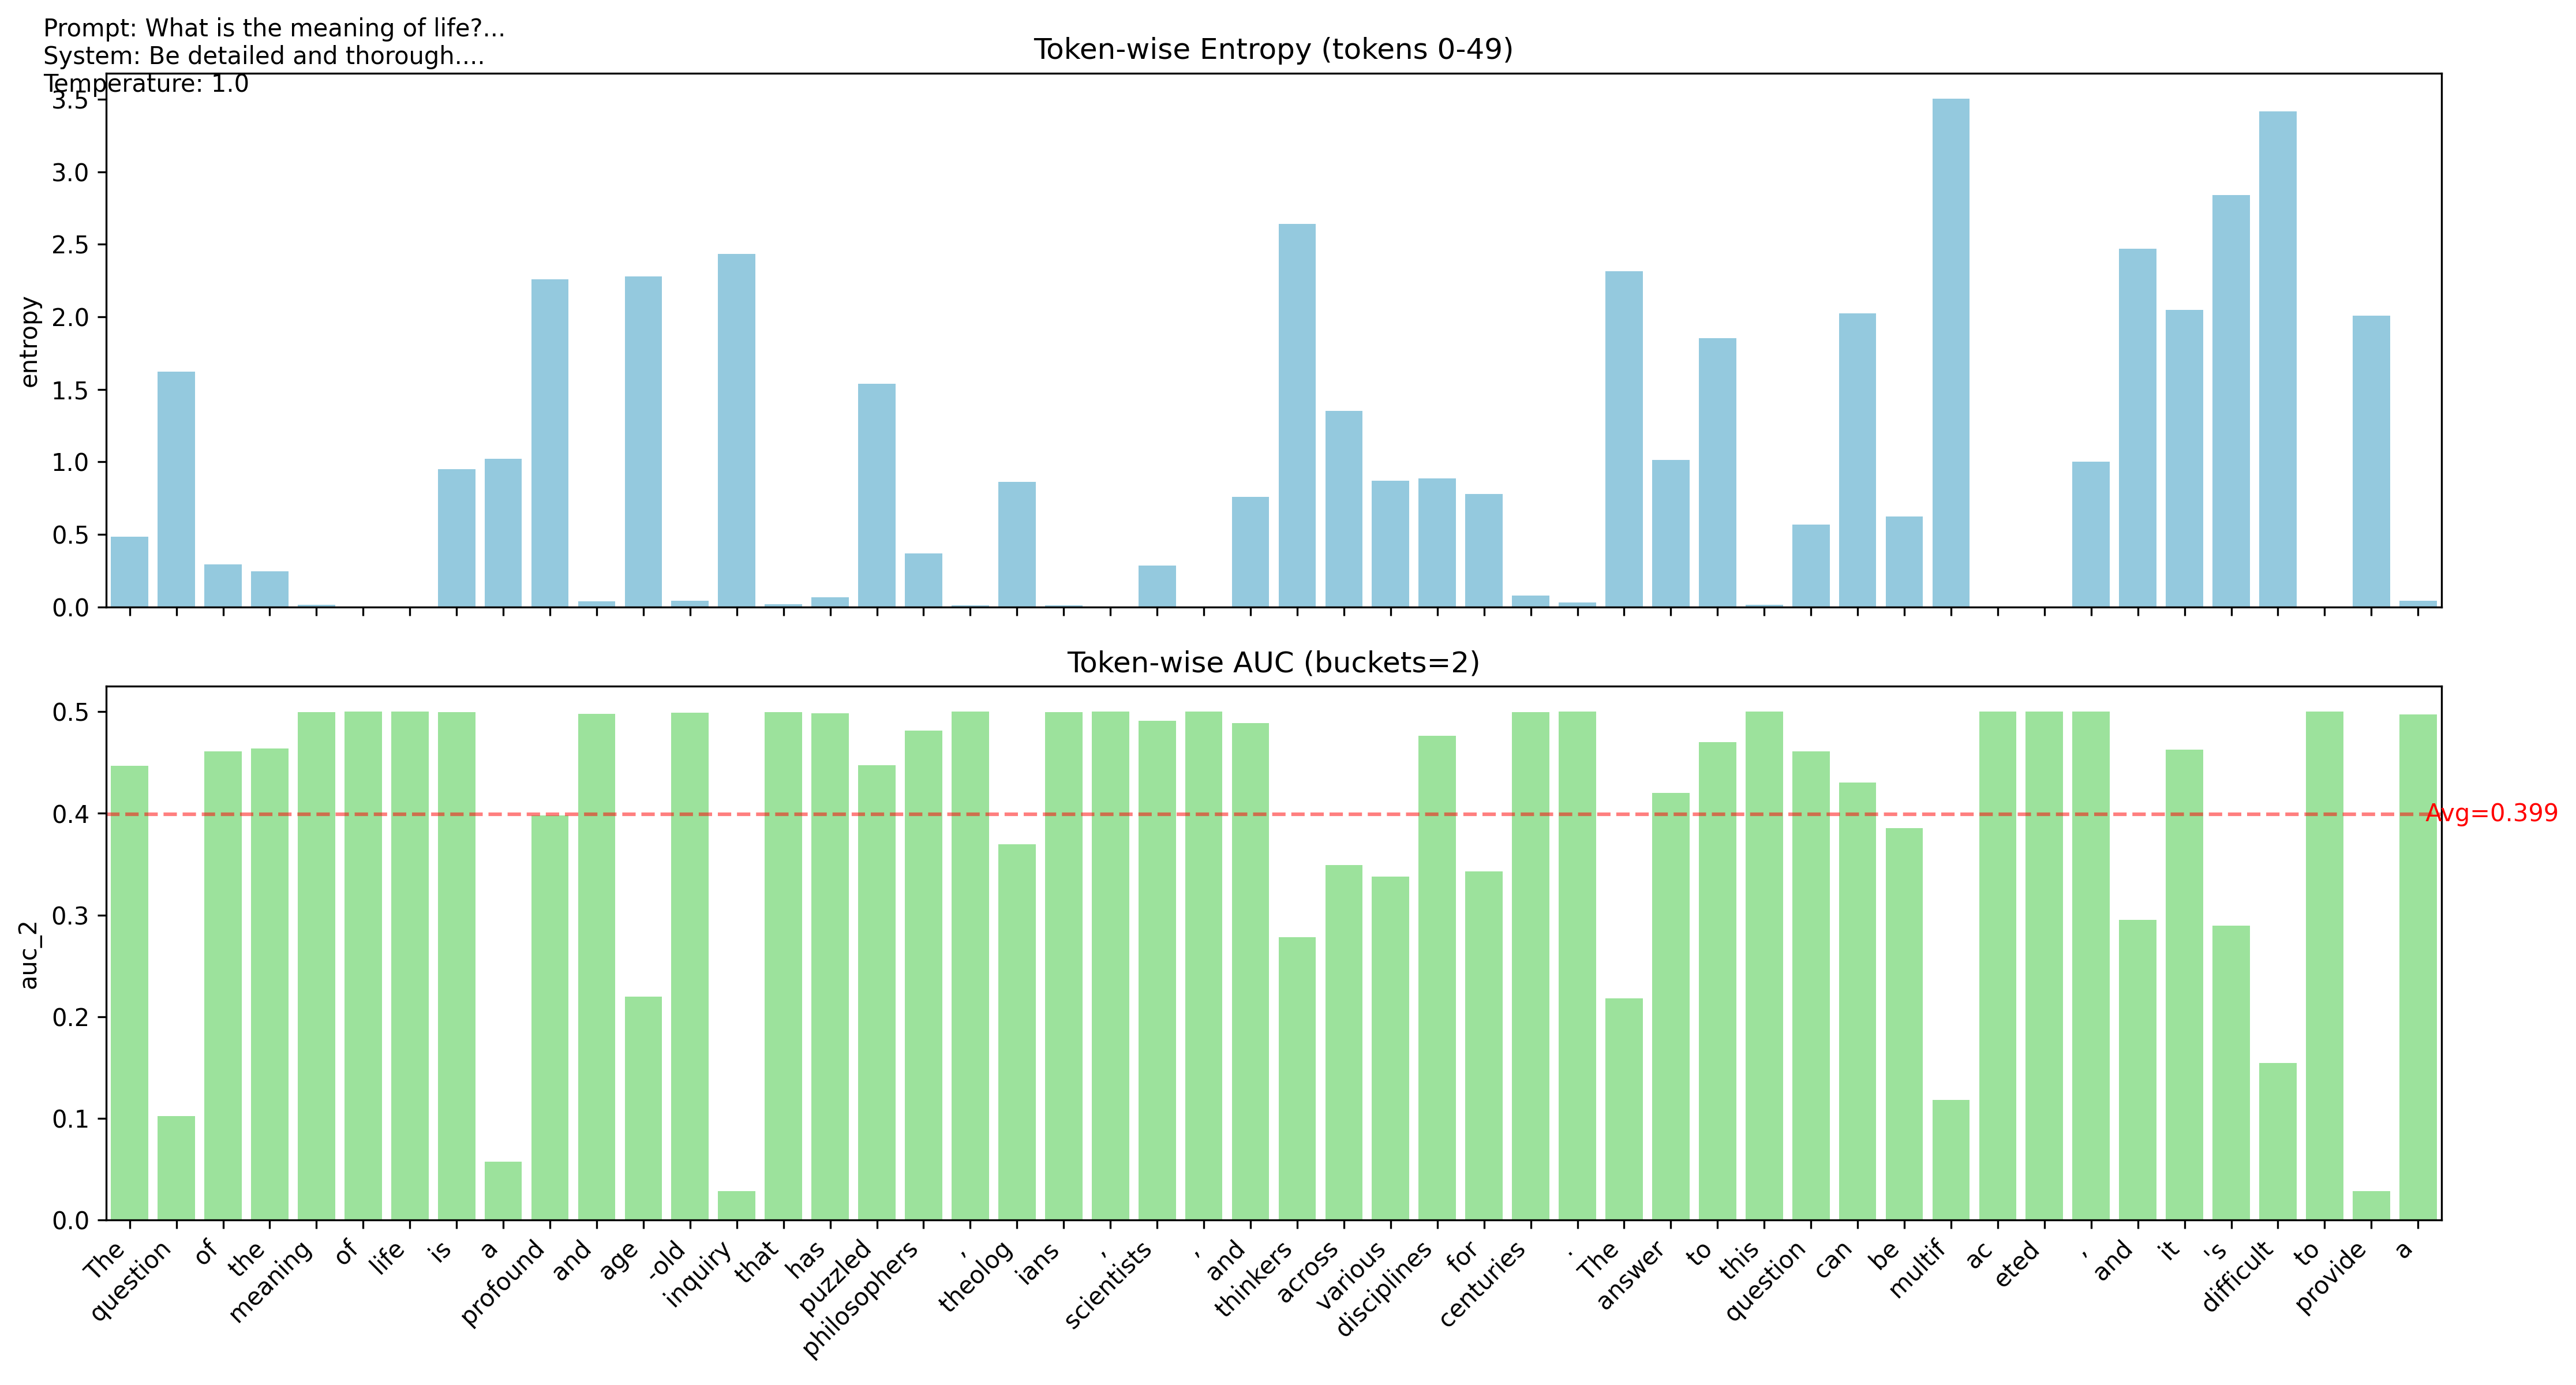 Prompt: What is the meaning of life?...
System: Be detailed and thorough....
Temperature: 1.0
Token-wise Entropy (tokens 0-49)
entropy
3.5
3.0
2.5
2.0
1.5
1.0
0.5
0.0
Token-wise AUC (buckets=2)
auc_2
0.5
0.4
0.3
0.2
0.1
0.0
Avg=0.399
The
question
of
the
meaning
of
life
is
a
profound
and
age
-old
inquiry
that
has
puzzled
philosophers
,
theolog
ians
,
scientists
,
and
thinkers
across
various
disciplines
for
centuries
.
The
answer
to
this
question
can
be
multif
ac
eted
,
and
it
's
difficult
to
provide
a